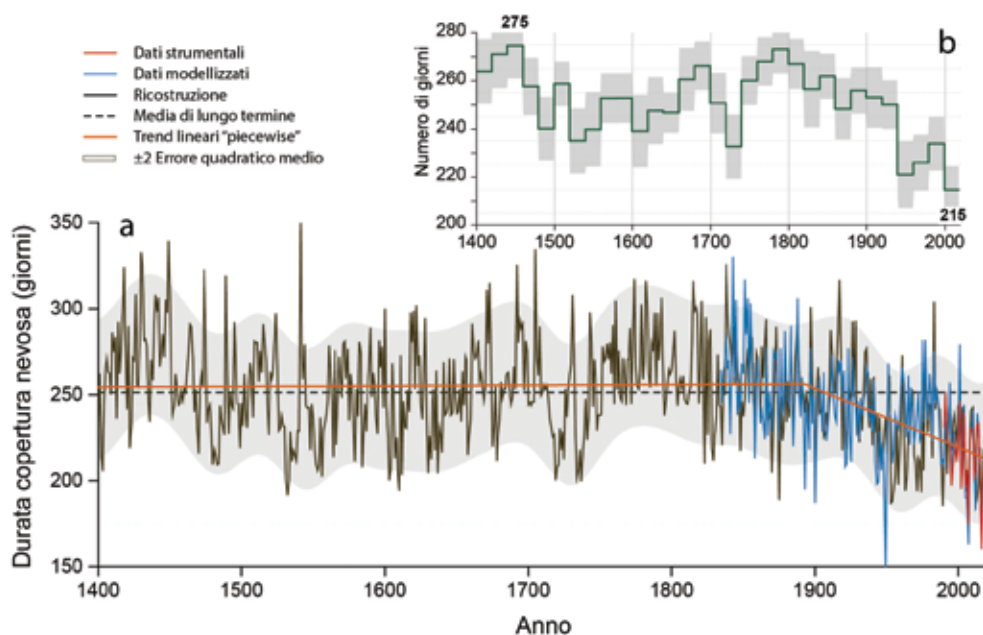 Dati strumentali
Dati modellizzati
Ricostruzione
Media di lungo termine
Trend lineari "piecewise"
±2 Errore quadratico medio
b
275
215
Numero di giorni
280
260
240
220
200
1400 1500 1600 1700 1800 1900 2000
a
Durata copertura nevosa (giorni)
350
300
250
200
150
1400 1500 1600 1700 1800 1900 2000
Anno